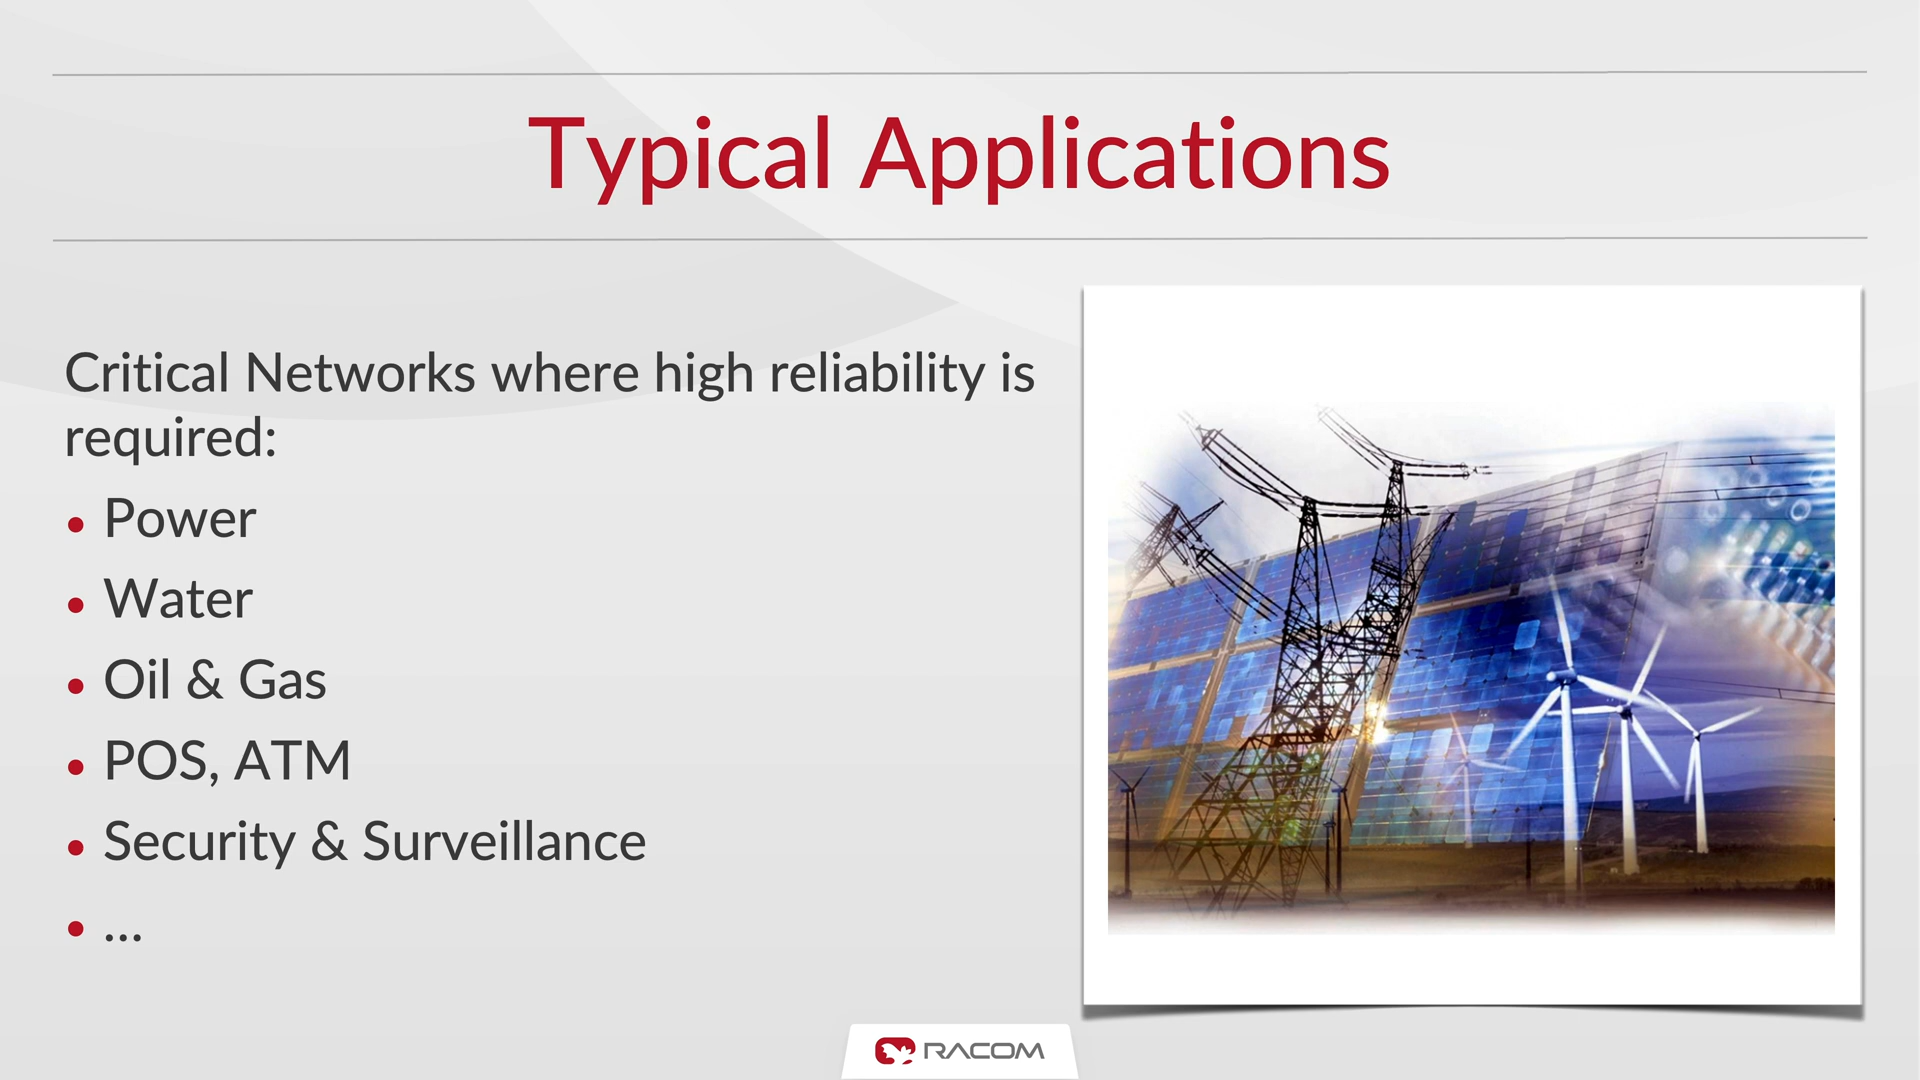 Typical Applications
Critical Networks where high reliability is
required:
• Power
• Water
• Oil & Gas
• POS, ATM
• Security & Surveillance
• ...
RACOM